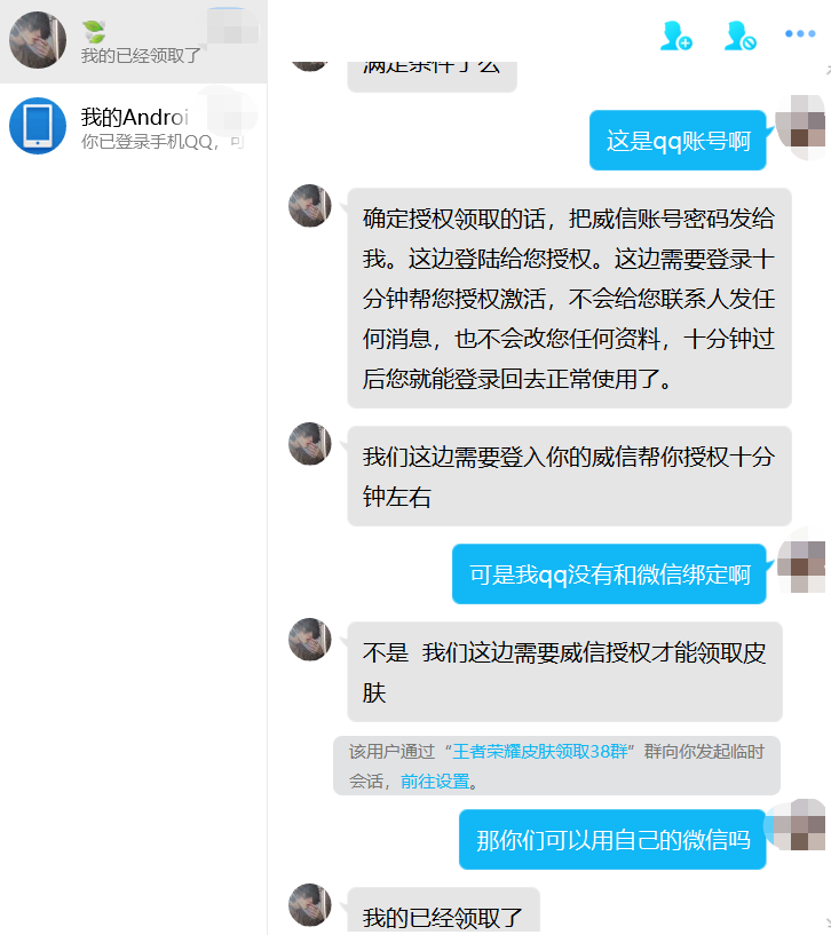 我的已经领取了
我的Androi
你已登录手机QQ，可
满足条件了么
这是qq账号啊
确定授权领取的话，把威信账号密码发给
我。这边登陆给您授权。这边需要登录十
分钟帮您授权激活，不会给您联系人发任
何消息，也不会改您任何资料，十分钟过
后您就能登录回去正常使用了。
我们这边需要登入你的威信帮你授权十分
钟左右
可是我qq没有和微信绑定啊
不是 我们这边需要威信授权才能领取皮
肤
该用户通过“王者荣耀皮肤领取38群”群向你发起临时
会话，前往设置。
那你们可以用自己的微信吗
我的已经领取了